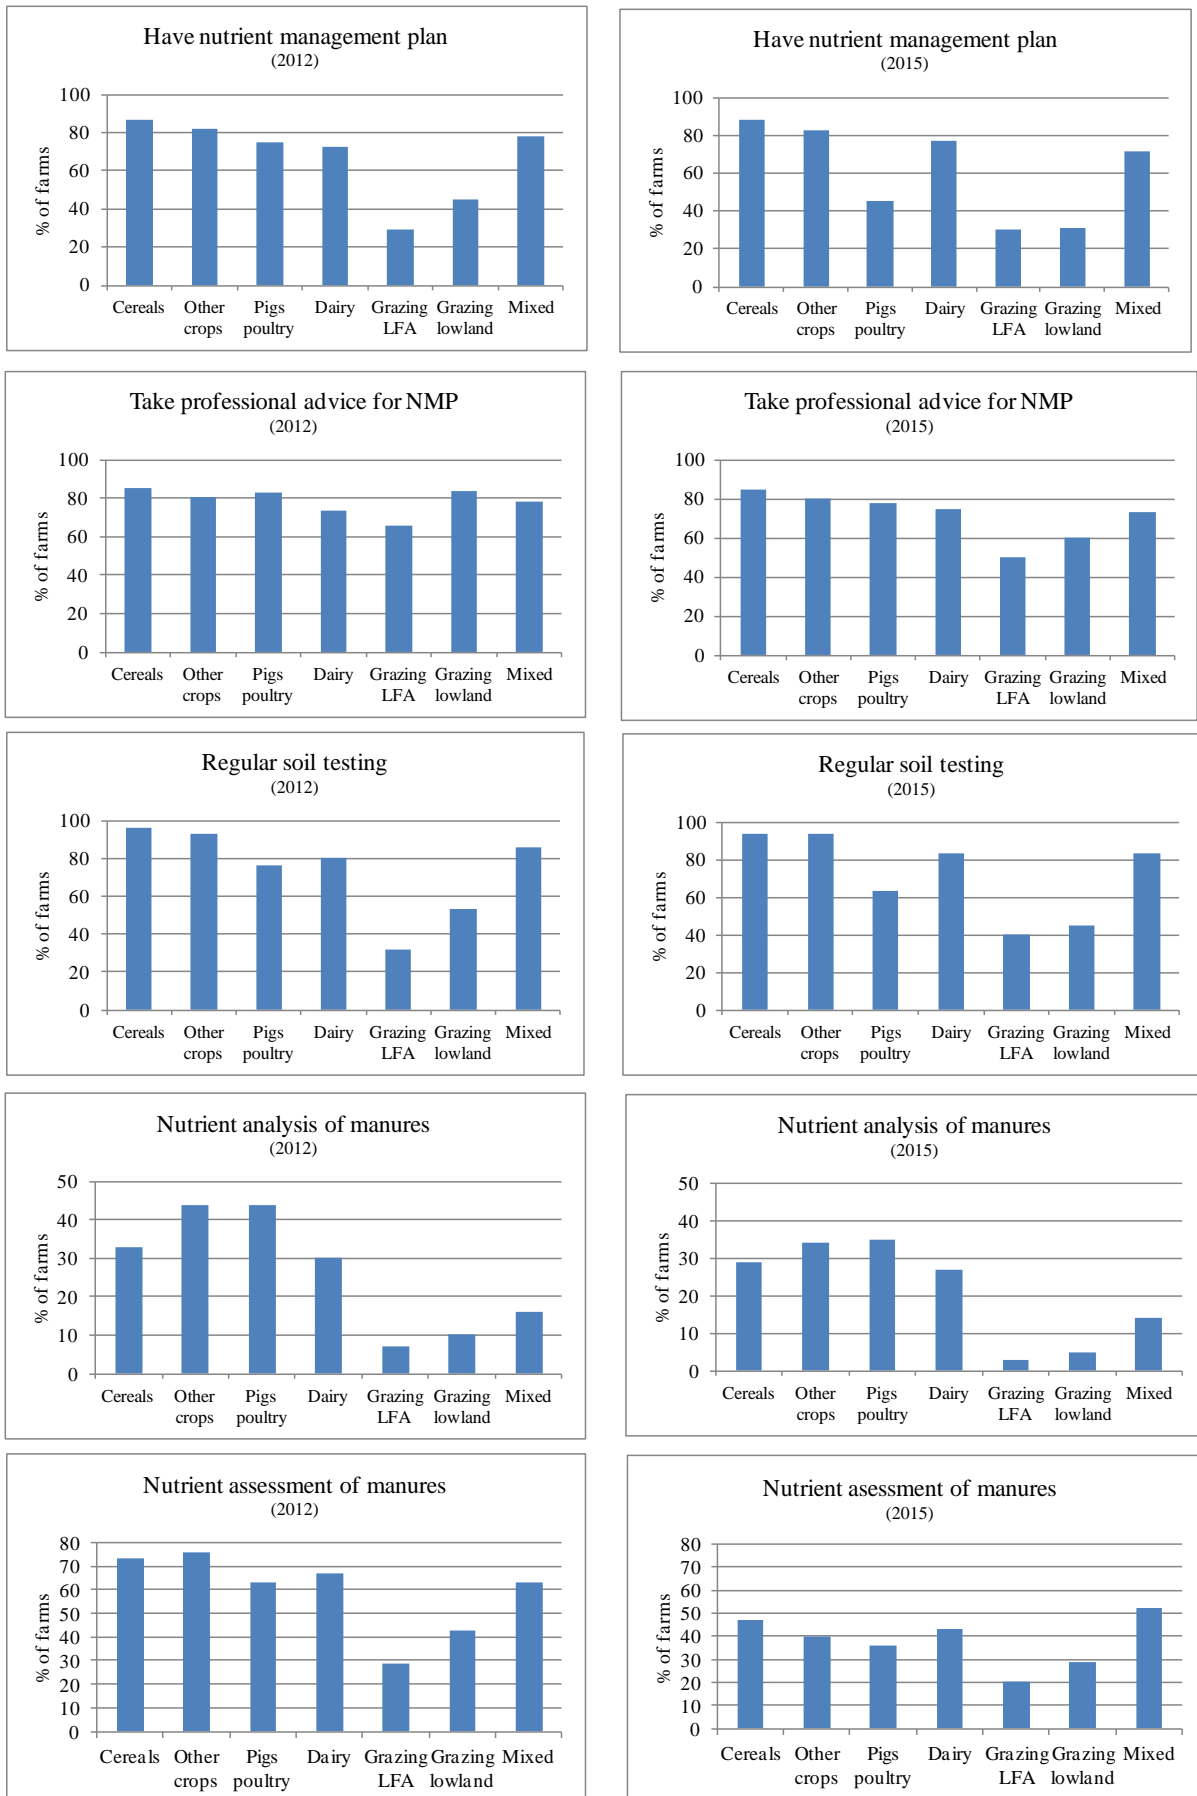 Have nutrient management plan
(2012)
% of farms
100
80
60
40
20
0
Cereals Other Pigs Dairy Grazing Grazing Mixed
crops poultry LFA lowland
Have nutrient management plan
(2015)
% of farms
100
80
60
40
20
0
Cereals Other Pigs Dairy Grazing Grazing Mixed
crops poultry LFA lowland
Take professional advice for NMP
(2012)
% of farms
100
80
60
40
20
0
Cereals Other Pigs Dairy Grazing Grazing Mixed
crops poultry LFA lowland
Take professional advice for NMP
(2015)
% of farms
100
80
60
40
20
0
Cereals Other Pigs Dairy Grazing Grazing Mixed
crops poultry LFA lowland
Regular soil testing
(2012)
% of farms
100
80
60
40
20
0
Cereals Other Pigs Dairy Grazing Grazing Mixed
crops poultry LFA lowland
Regular soil testing
(2015)
% of farms
100
80
60
40
20
0
Cereals Other Pigs Dairy Grazing Grazing Mixed
crops poultry LFA lowland
Nutrient analysis of manures
(2012)
% of farms
50
40
30
20
10
0
Cereals Other Pigs Dairy Grazing Grazing Mixed
crops poultry LFA lowland
Nutrient analysis of manures
(2015)
% of farms
50
40
30
20
10
0
Cereals Other Pigs Dairy Grazing Grazing Mixed
crops poultry LFA lowland
Nutrient assessment of manures
(2012)
% of farms
80
70
60
50
40
30
20
10
0
Cereals Other Pigs Dairy Grazing Grazing Mixed
crops poultry LFA lowland
Nutrient asessment of manures
(2015)
% of farms
80
70
60
50
40
30
20
10
0
Cereals Other Pigs Dairy Grazing Grazing Mixed
crops poultry LFA lowland